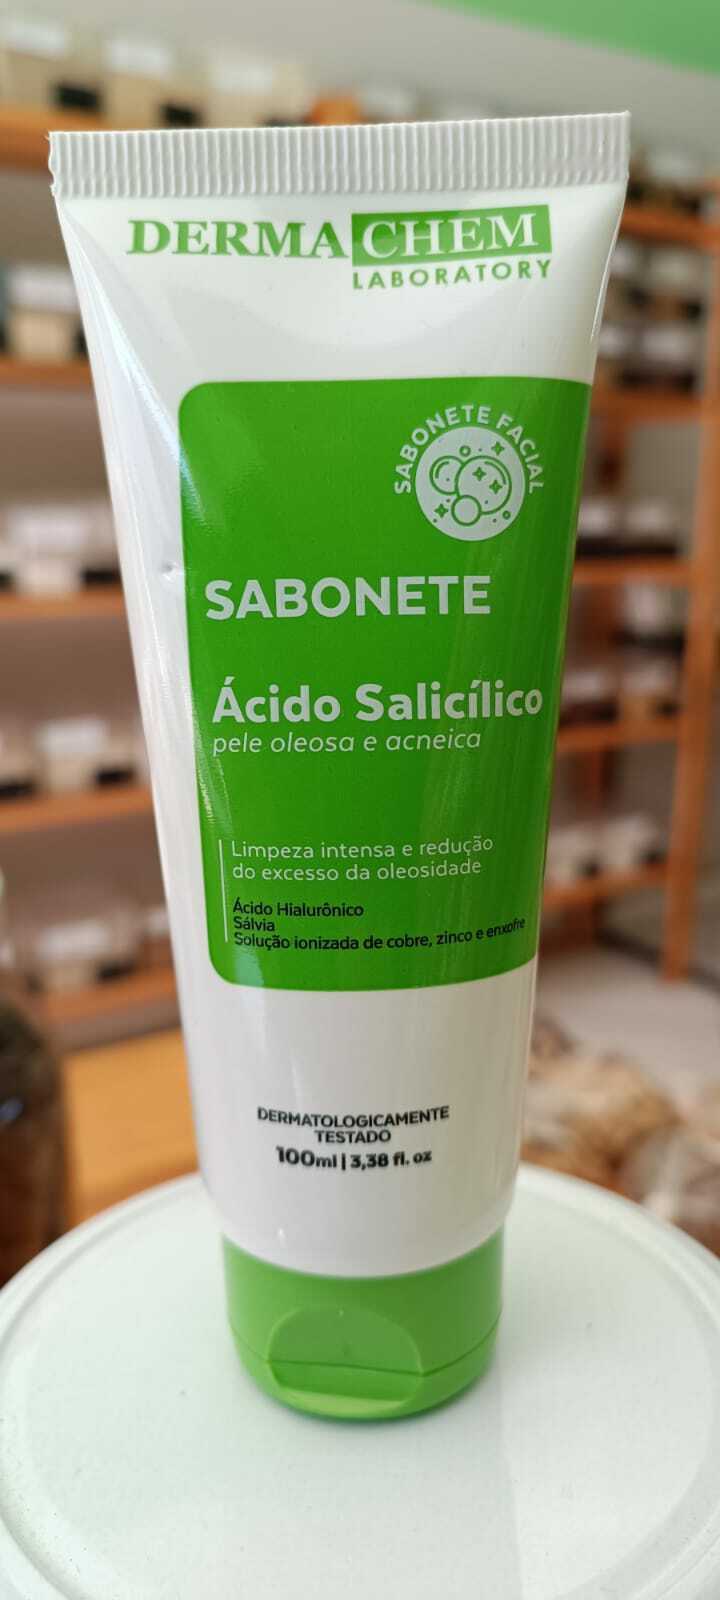 DERMA CHEM
LABORATORY
SABONETE FACIAL
SABONETE
Ácido Salicílico
pele oleosa e acneica
Limpeza intensa e redução
do excesso da oleosidade
Ácido Hialurônico
Sálvia
Solução ionizada de cobre, zinco e enxofre
DERMATOLOGICAMENTE
TESTADO
100ml | 3,38 fl. oz